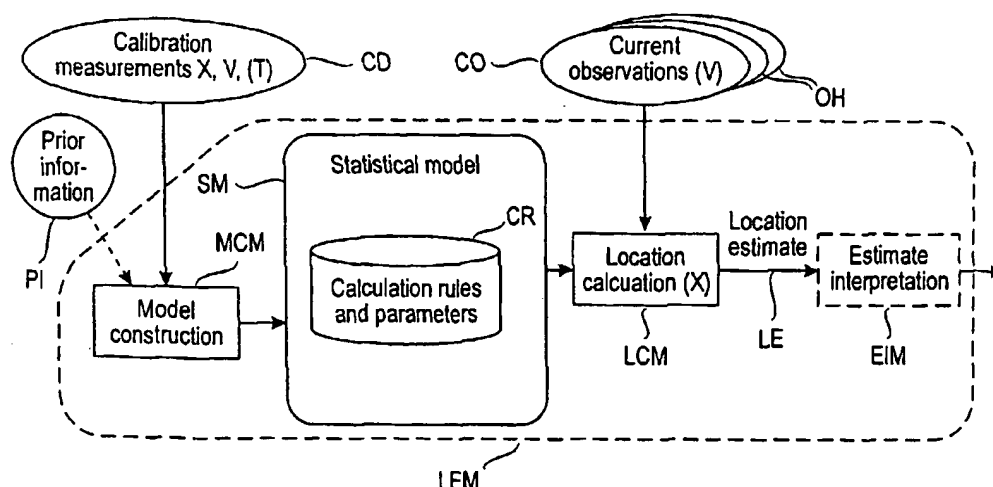 Calibration
measurements X, V, (T)
CD
CO
Current
observations (V)
OH
Prior
infor-
mation
PI
SM
Statistical model
CR
Calculation rules
and parameters
MCM
Model
construction
Location
calcuation (X)
LCM
Location
estimate
LE
Estimate
interpretation
EIM
LEM